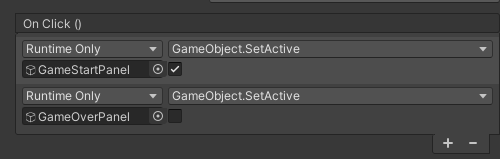 On Click ()
Runtime Only GameObject.SetActive
GameStartPanel
Runtime Only GameObject.SetActive
GameOverPanel